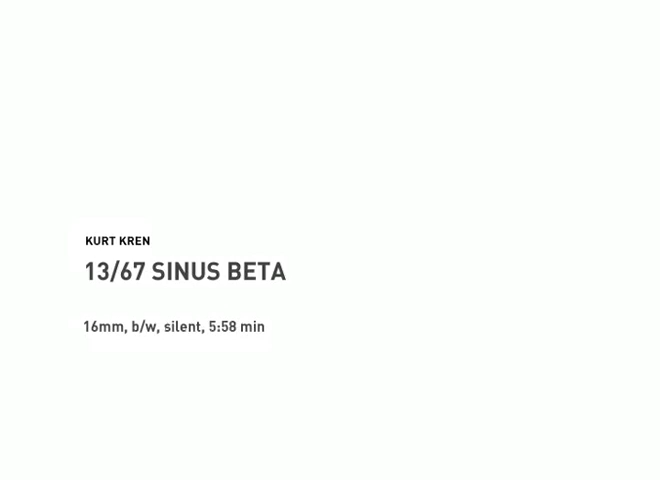 KURT KREN
13/67 SINUS BETA
16mm, b/w, silent, 5:58 min